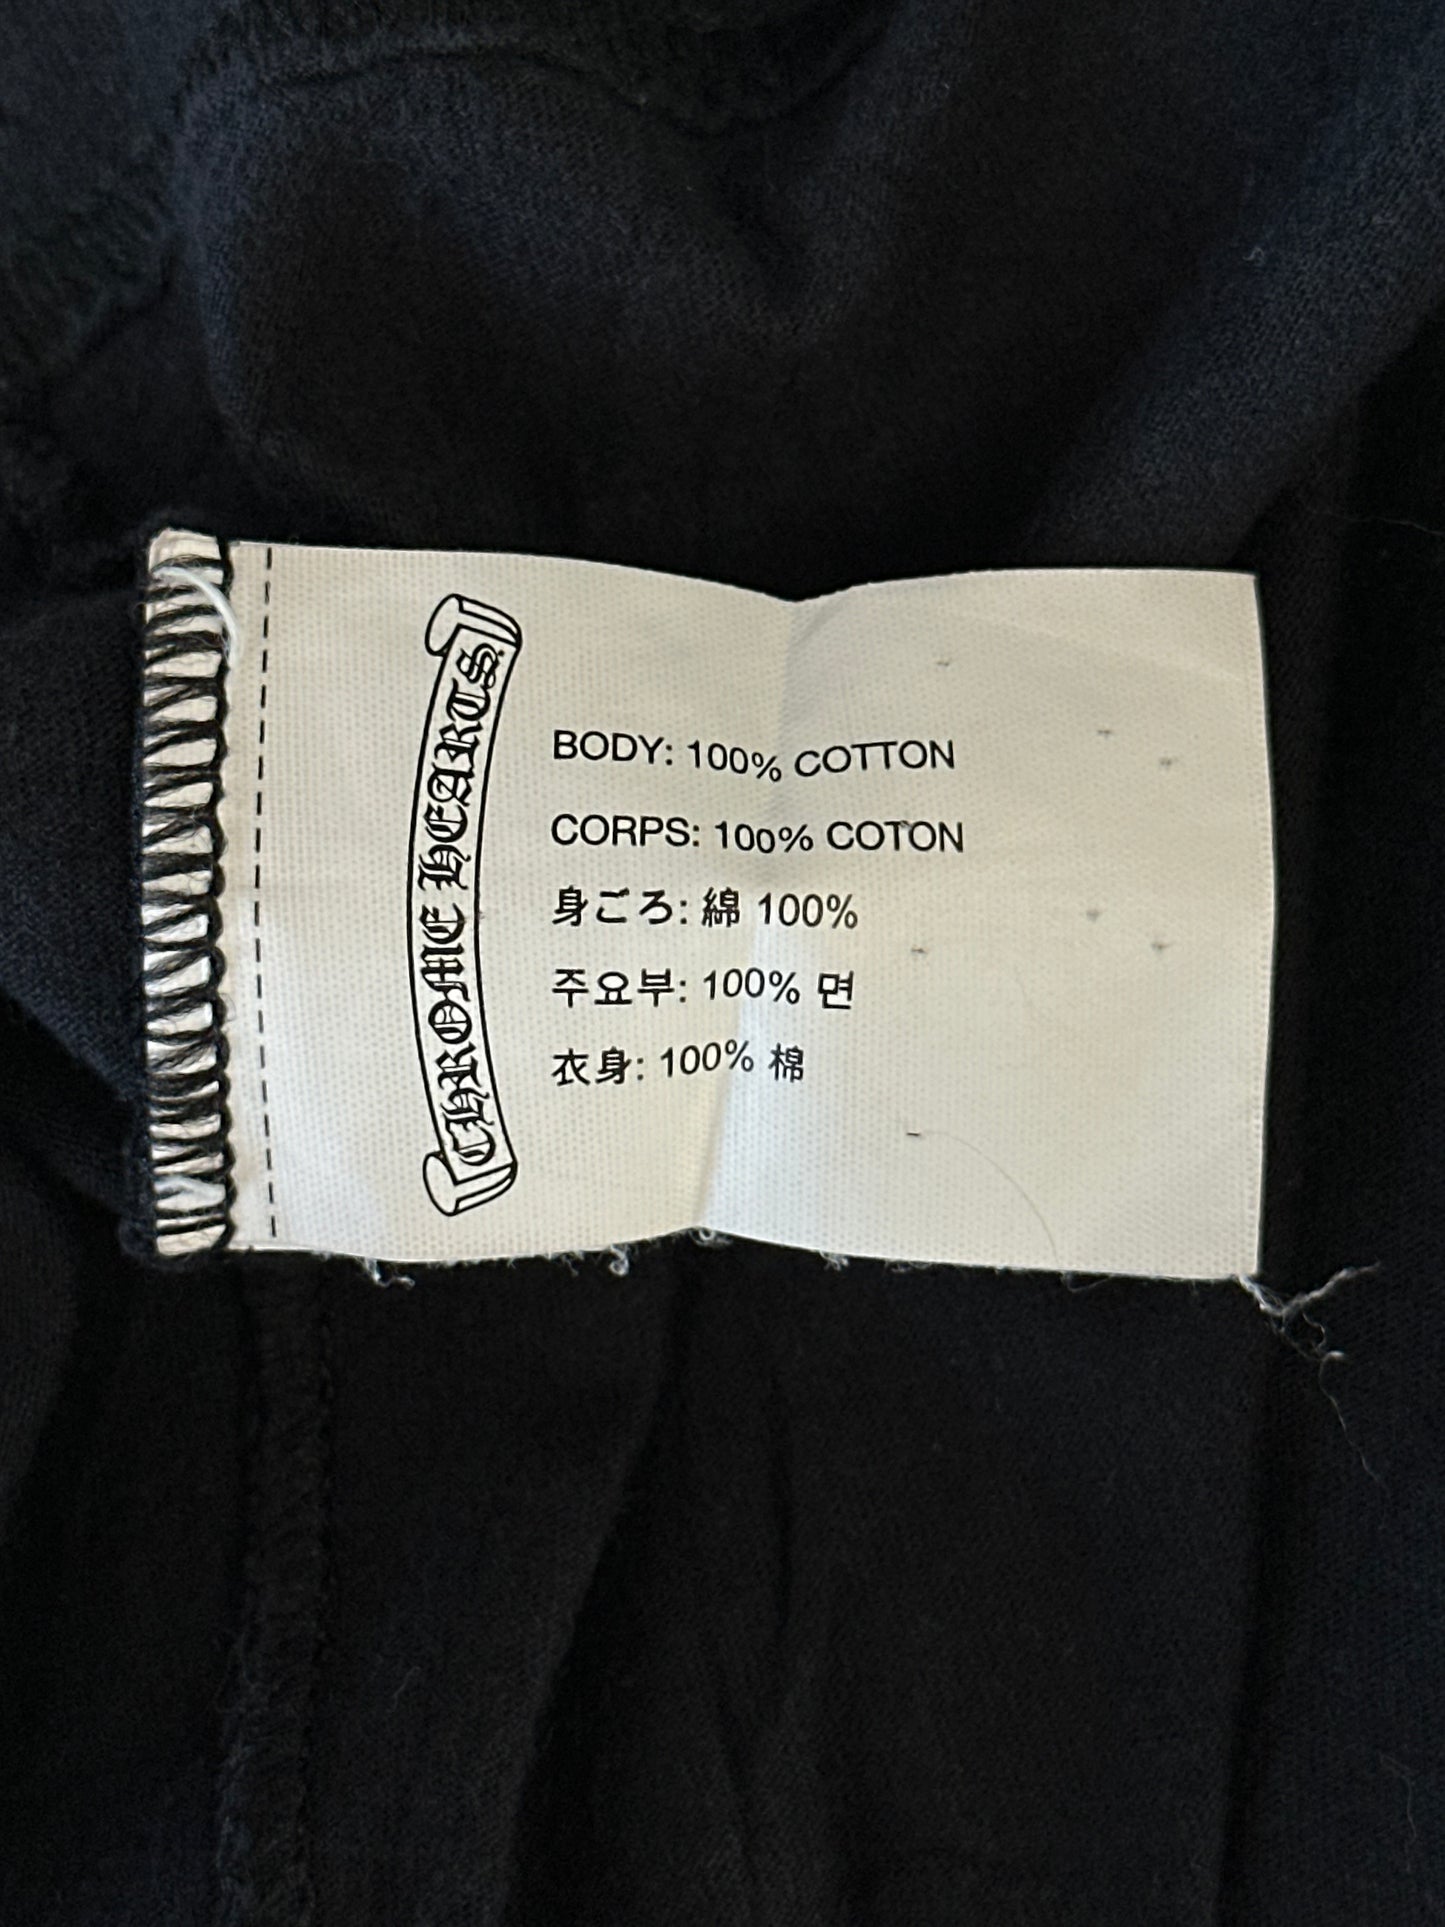 CHROME HEARTS
BODY: 100% COTTON
CORPS: 100% COTON
身ごろ: 綿 100%
주요부: 100% 면
衣身: 100% 棉